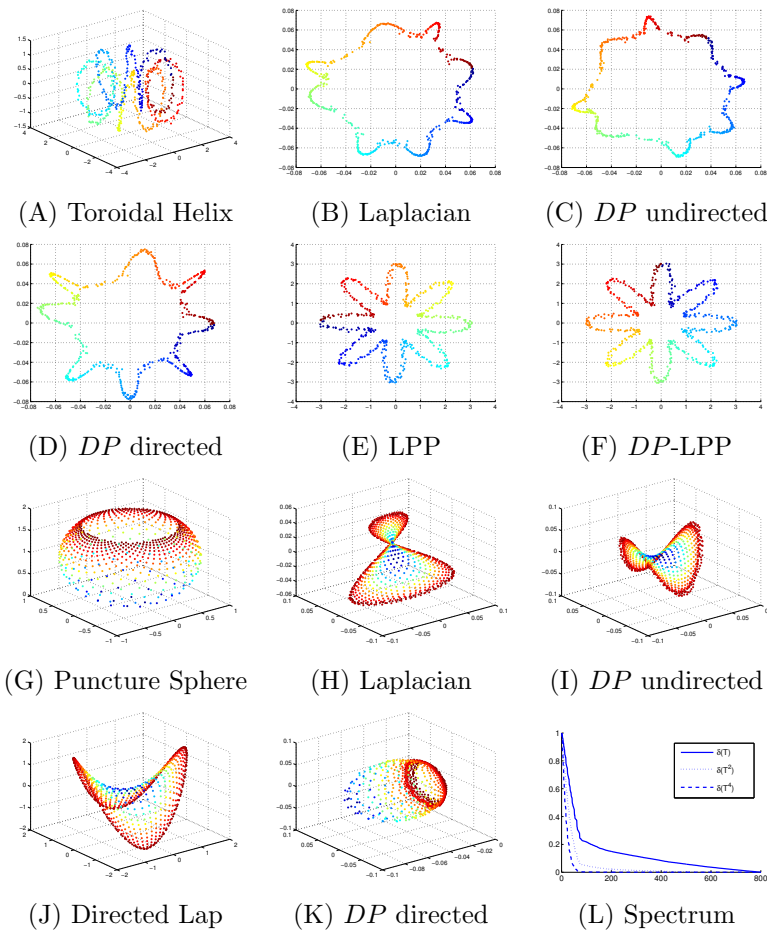 (A) Toroidal Helix
(B) Laplacian
(C) DP undirected
(D) DP directed
(E) LPP
(F) DP-LPP
(G) Puncture Sphere
(H) Laplacian
(I) DP undirected
δ(T)
δ(T²)
δ(T⁴)
(J) Directed Lap
(K) DP directed
(L) Spectrum